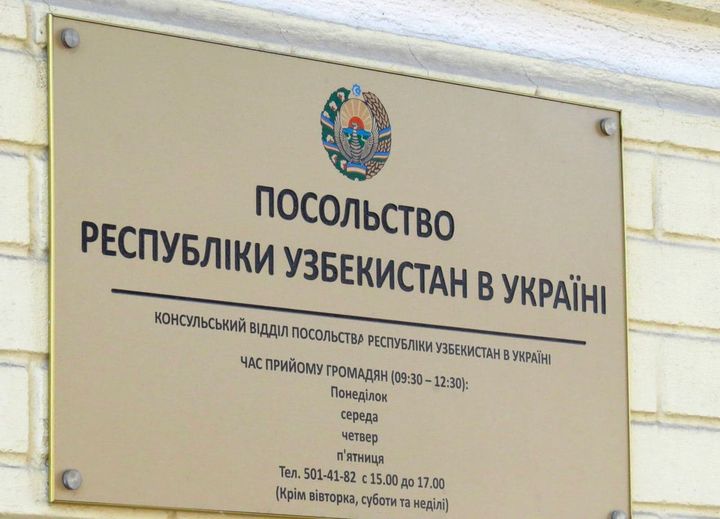 ПОСОЛЬСТВО
РЕСПУБЛІКИ УЗБЕКИСТАН В УКРАЇНІ
КОНСУЛЬСЬКИЙ ВІДДІЛ ПОСОЛЬСТВА РЕСПУБЛІКИ УЗБЕКИСТАН В УКРАЇНІ
ЧАС ПРИЙОМУ ГРОМАДЯН (09:30 – 12:30):
Понеділок
середа
четвер
п'ятниця
Тел. 501-41-82 с 15.00 до 17.00
(Крім вівторка, суботи та неділі)